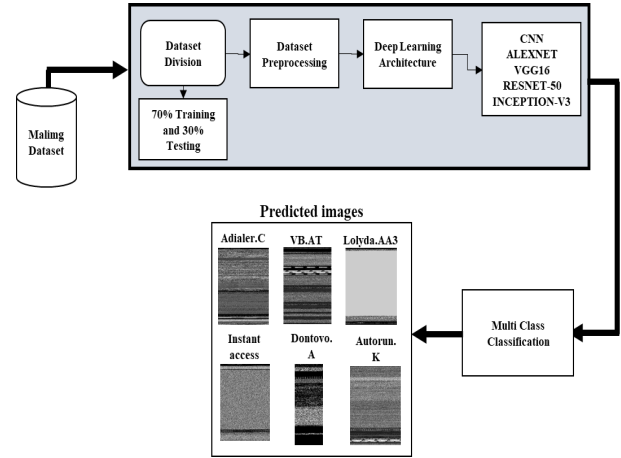 Malimg
Dataset
Dataset
Division
70% Training
and 30%
Testing
Dataset
Preprocessing
Deep Learning
Architecture
CNN
ALEXNET
VGG16
RESNET-50
INCEPTION-V3
Multi Class
Classification
Predicted images
Adialer.C
VB.AT
Lolyda.AA3
Instant
access
Dontovo.
A
Autorun.
K